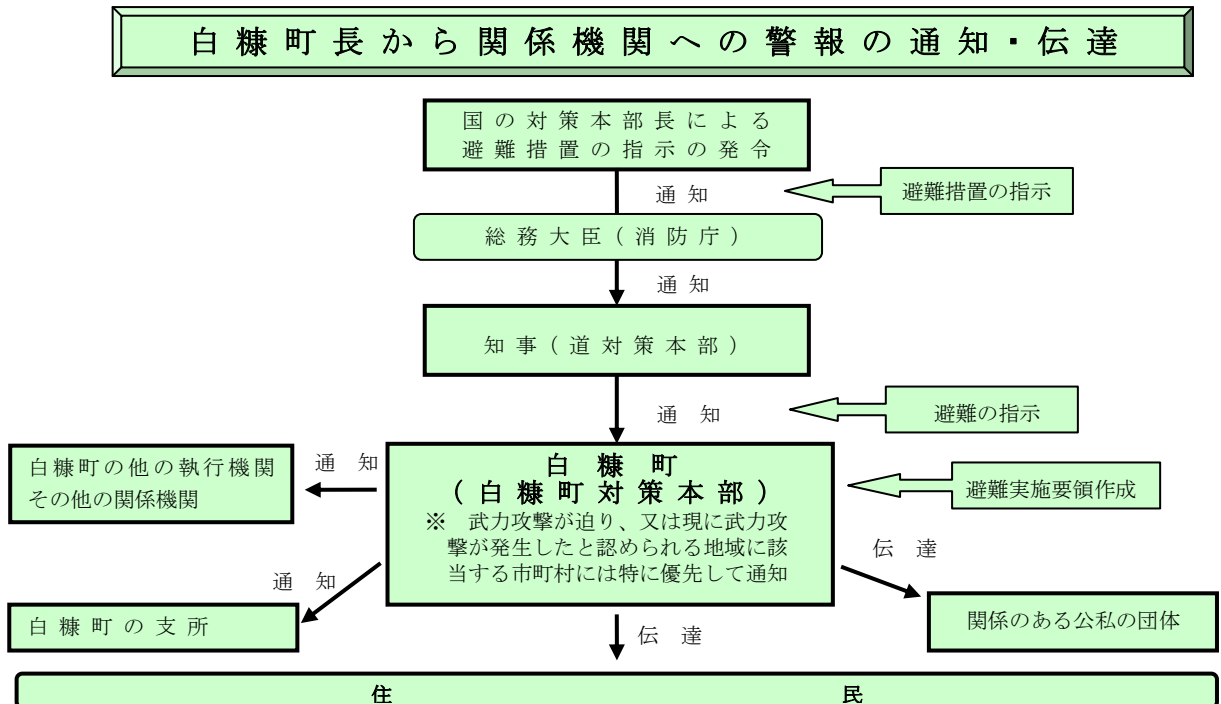 白糠町長から関係機関への警報の通知・伝達
国の対策本部長による
避難措置の指示の発令
通知
避難措置の指示
総務大臣(消防庁)
通知
知事(道対策本部)
通知
避難の指示
白糠町の他の執行機関
その他の関係機関
通知
白糠町
(白糠町対策本部)
※ 武力攻撃が迫り、又は現に武力攻
撃が発生したと認められる地域に該
当する市町村には特に優先して通知
避難実施要領作成
伝達
通知
白糠町の支所
関係のある公私の団体
伝達
住民